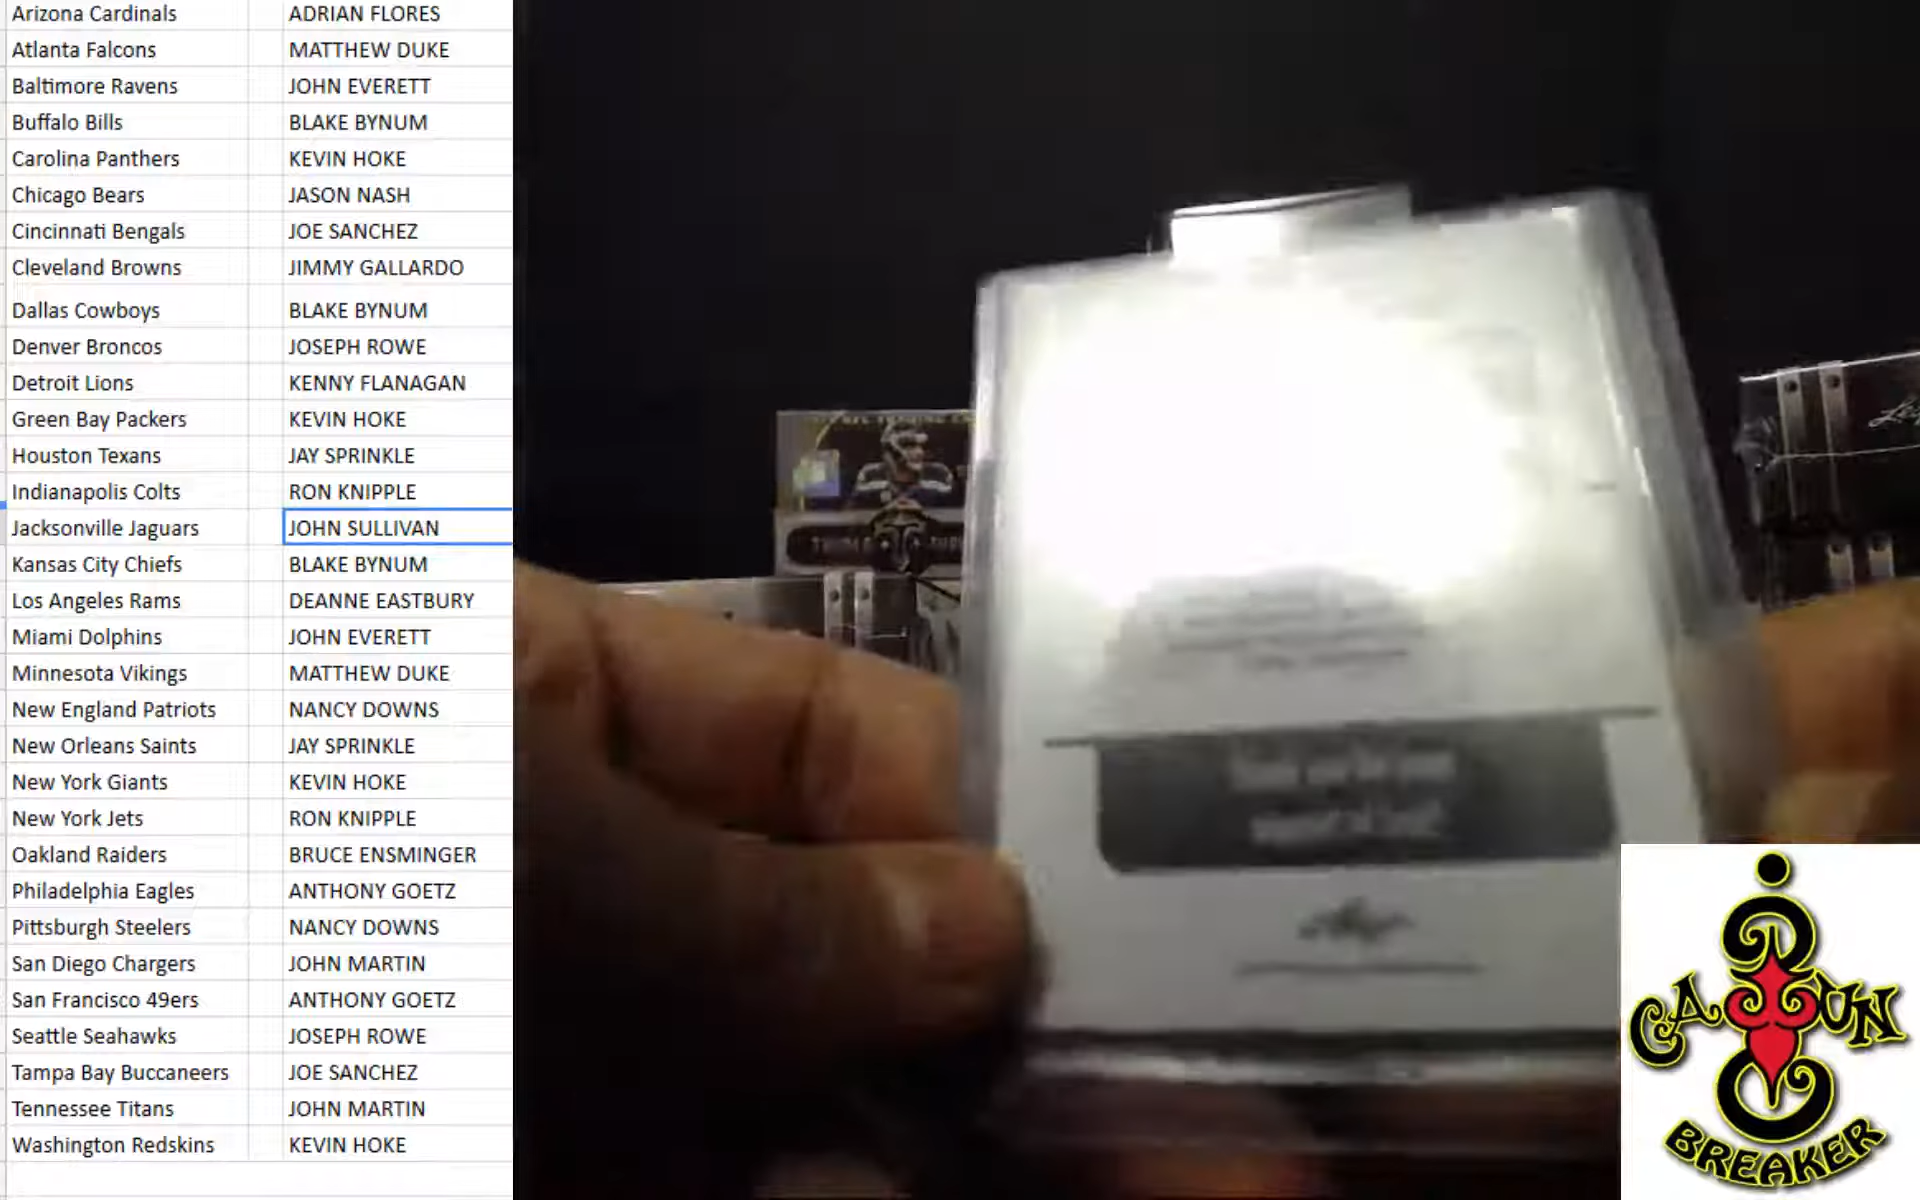 Arizona Cardinals ADRIAN FLORES
Atlanta Falcons MATTHEW DUKE
Baltimore Ravens JOHN EVERETT
Buffalo Bills BLAKE BYNUM
Carolina Panthers KEVIN HOKE
Chicago Bears JASON NASH
Cincinnati Bengals JOE SANCHEZ
Cleveland Browns JIMMY GALLARDO
Dallas Cowboys BLAKE BYNUM
Denver Broncos JOSEPH ROWE
Detroit Lions KENNY FLANAGAN
Green Bay Packers KEVIN HOKE
Houston Texans JAY SPRINKLE
Indianapolis Colts RON KNIPPLE
Jacksonville Jaguars JOHN SULLIVAN
Kansas City Chiefs BLAKE BYNUM
Los Angeles Rams DEANNE EASTBURY
Miami Dolphins JOHN EVERETT
Minnesota Vikings MATTHEW DUKE
New England Patriots NANCY DOWNS
New Orleans Saints JAY SPRINKLE
New York Giants KEVIN HOKE
New York Jets RON KNIPPLE
Oakland Raiders BRUCE ENSMINGER
Philadelphia Eagles ANTHONY GOETZ
Pittsburgh Steelers NANCY DOWNS
San Diego Chargers JOHN MARTIN
San Francisco 49ers ANTHONY GOETZ
Seattle Seahawks JOSEPH ROWE
Tampa Bay Buccaneers JOE SANCHEZ
Tennessee Titans JOHN MARTIN
Washington Redskins KEVIN HOKE
CAJUN
BREAKER